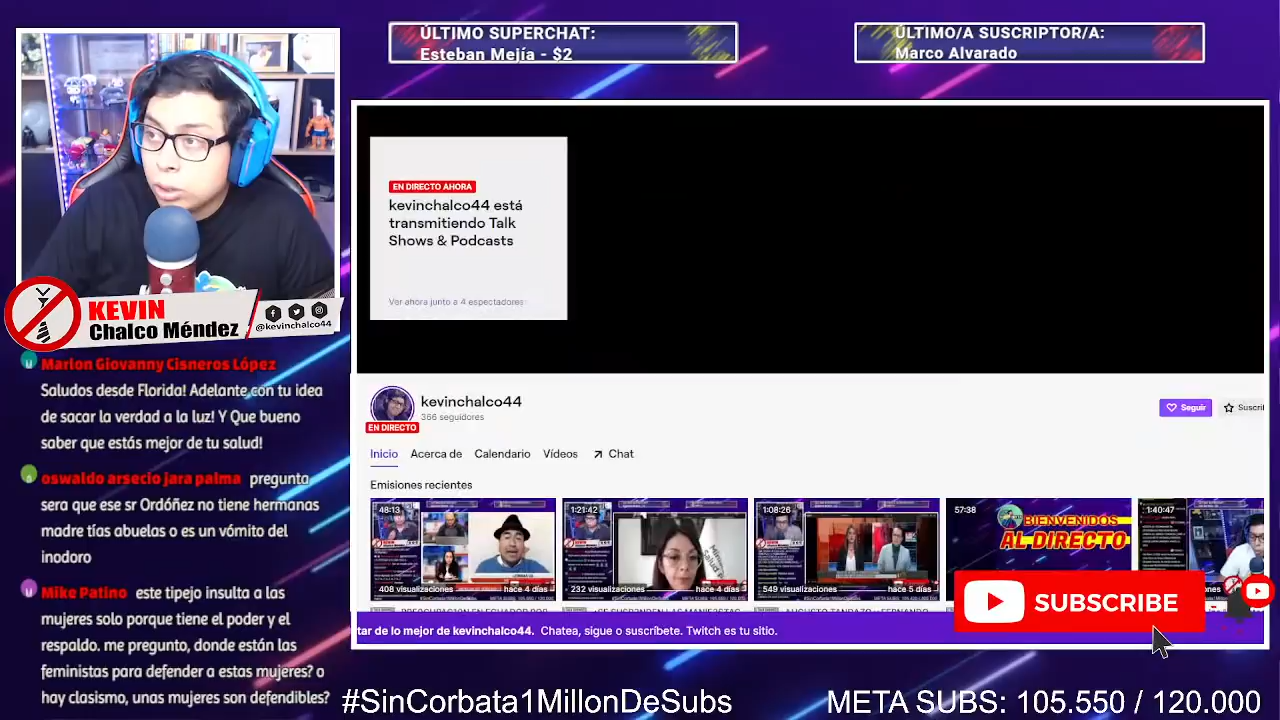 ÚLTIMO SUPERCHAT:
Esteban Mejía - $2
ÚLTIMO/A SUSCRIPTOR/A:
Marco Alvarado
EN DIRECTO AHORA
kevinchalco44 está
transmitiendo Talk
Shows & Podcasts
Ver ahora junto a 4 espectadores
KEVIN
Chalco Méndez
@kevinchalco44
Marlon Giovanny Cisneros López
Saludos desde Florida! Adelante con tu idea
de sacar la verdad a la luz! Y Que bueno
saber que estás mejor de tu salud!
oswaldo arsecio jara palma pregunta
sera que ese sr Ordóñez no tiene hermanas
madre tías abuelas o es un vómito del
inodoro
Mike Patino este tipejo insulta a las
mujeres solo porque tiene el poder y el
respaldo. me pregunto, donde están las
feministas para defender a estas mujeres? o
hay clasismo, unas mujeres son defendibles?
kevinchalco44
366 seguidores
EN DIRECTO
Seguir
Suscri
Inicio Acerca de Calendario Vídeos Chat
Emisiones recientes
48:13
408 visualizaciones
hace 4 días
1:21:42
232 visualizaciones
hace 4 días
1:08:26
549 visualizaciones
hace 5 días
57:38
BIENVENIDOS
AL DIRECTO
1:40:47
SUBSCRIBE
tar de lo mejor de kevinchalco44. Chatea, sigue o suscríbete. Twitch es tu sitio.
#SinCorbata1MillonDeSubs
META SUBS: 105.550 / 120.000